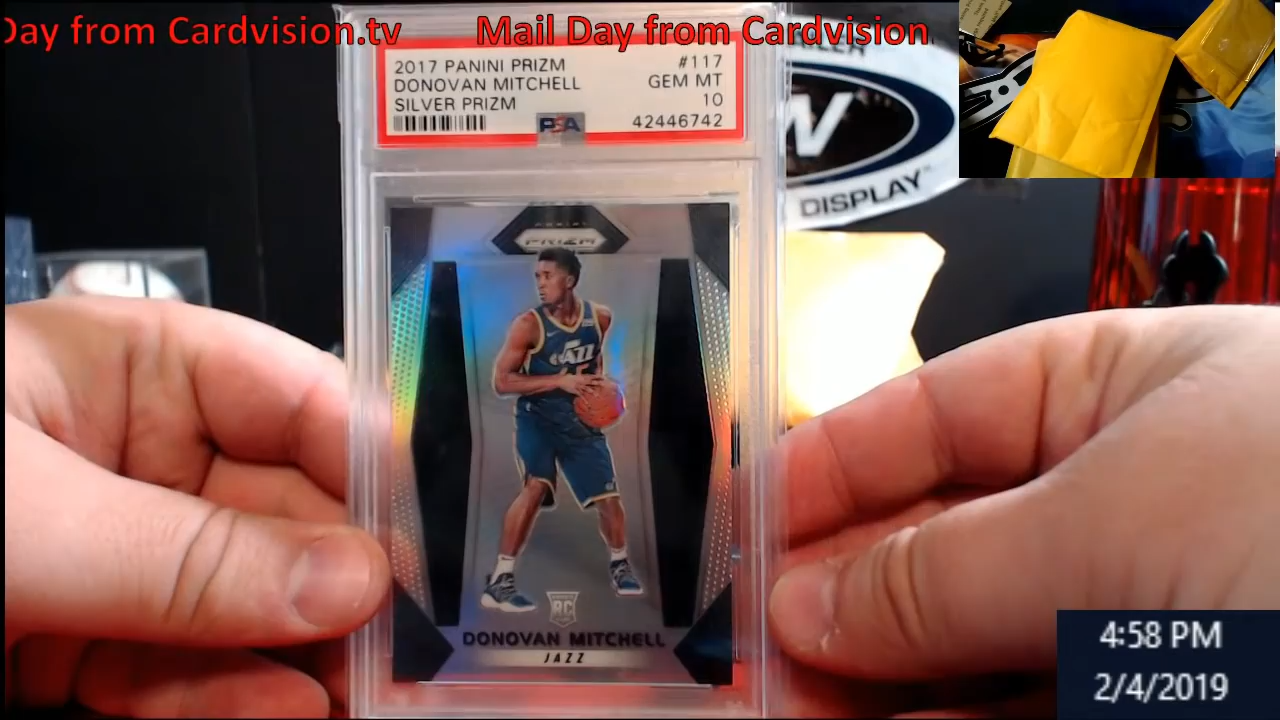 Day from Cardvision.tv Mail Day from Cardvision
2017 PANINI PRIZM #117
DONOVAN MITCHELL GEM MT
SILVER PRIZM 10
PSA 42446742
DISPLAY
PANINI
PRIZM
JAZZ
RC
DONOVAN MITCHELL
JAZZ
4:58 PM
2/4/2019